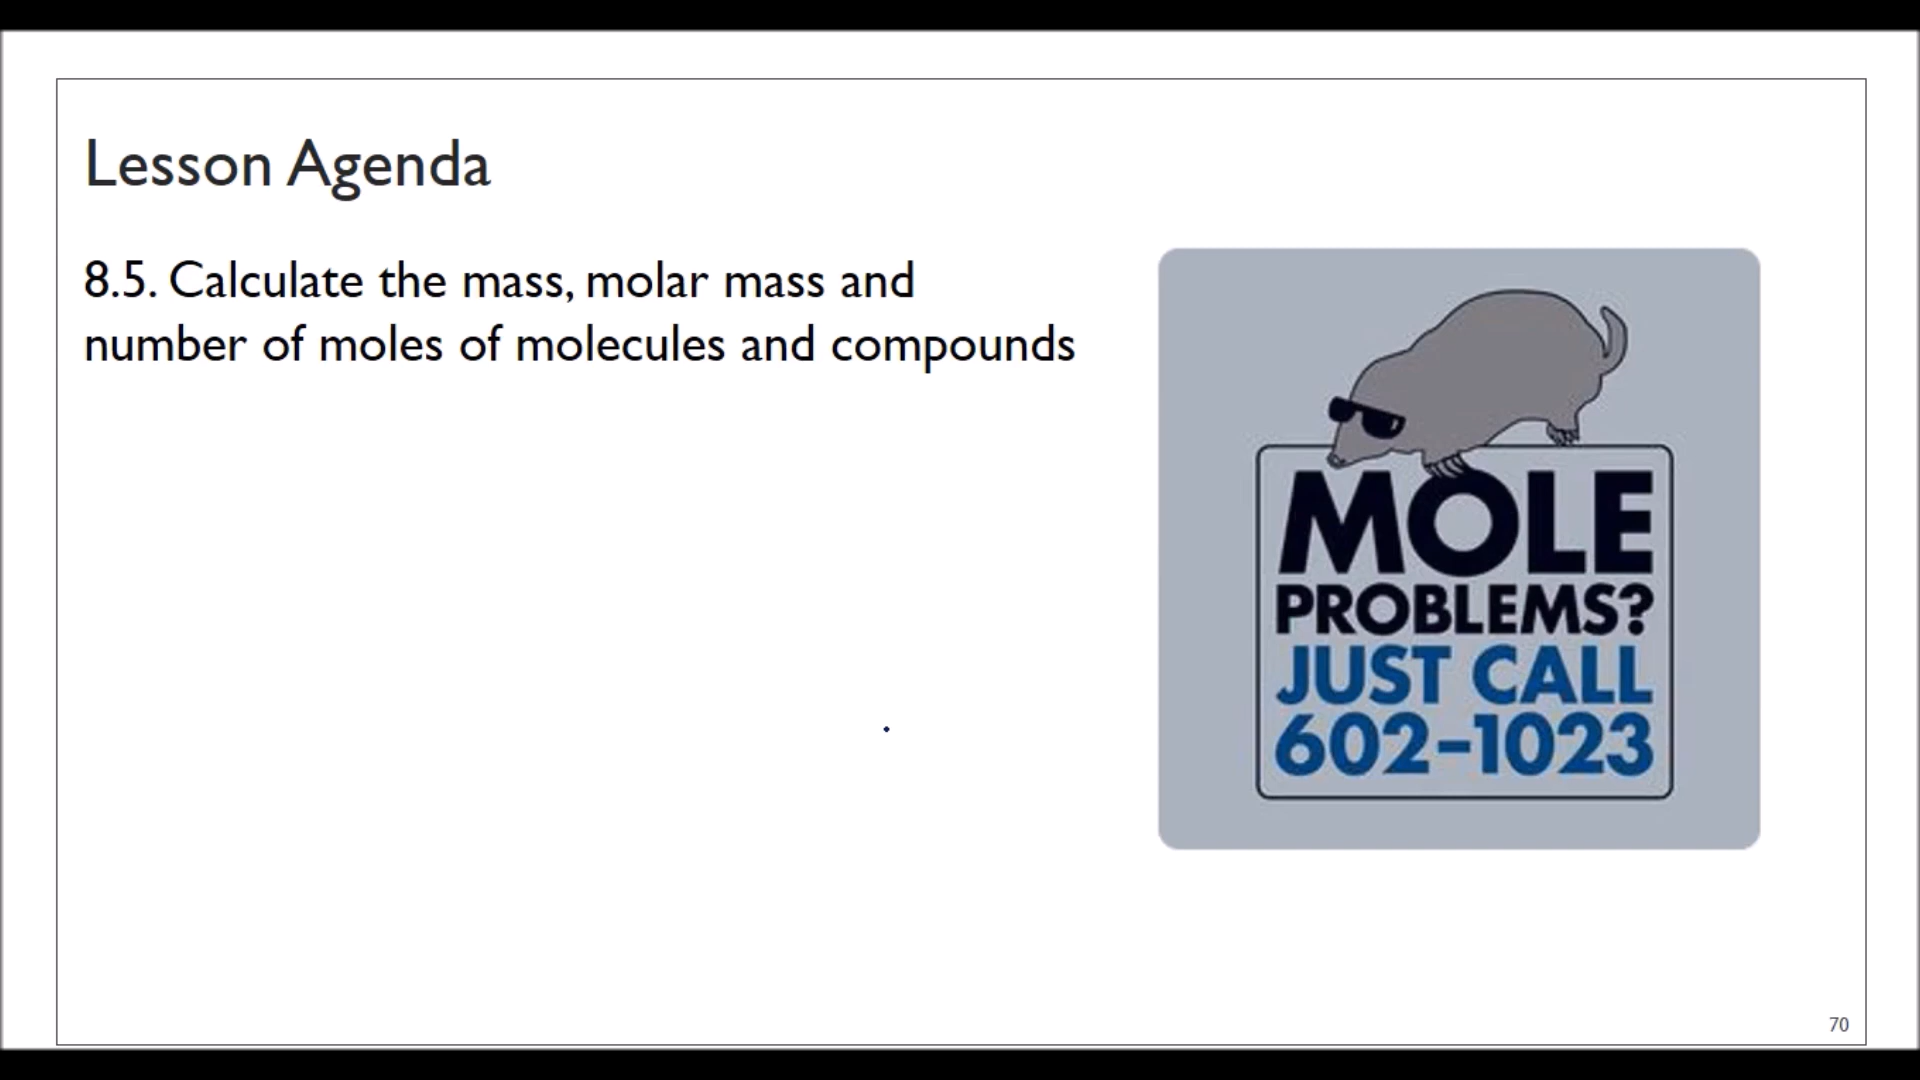 Lesson Agenda
8.5. Calculate the mass, molar mass and
number of moles of molecules and compounds
MOLE
PROBLEMS?
JUST CALL
602-1023
70